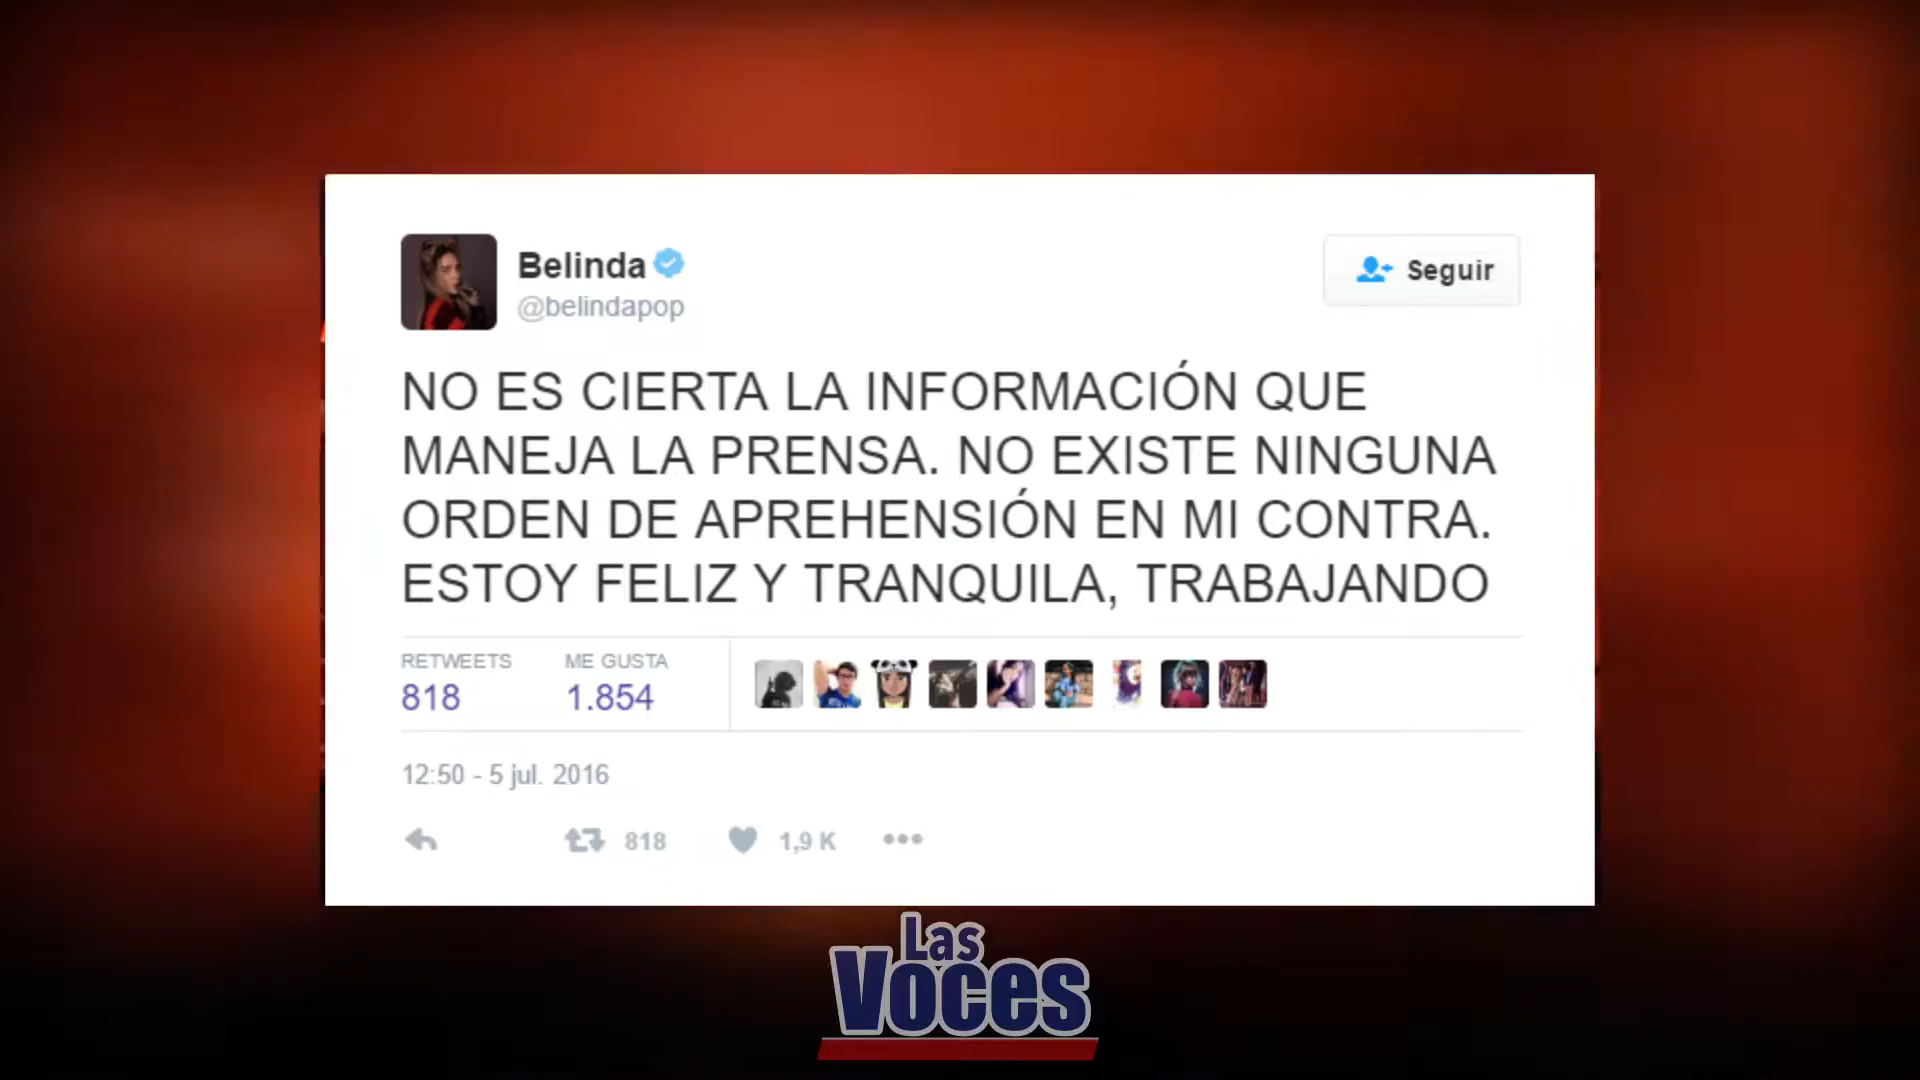 Belinda
@belindapop
Seguir
NO ES CIERTA LA INFORMACIÓN QUE
MANEJA LA PRENSA. NO EXISTE NINGUNA
ORDEN DE APREHENSIÓN EN MI CONTRA.
ESTOY FELIZ Y TRANQUILA, TRABAJANDO
RETWEETS ME GUSTA
818 1.854
12:50 - 5 jul. 2016
818 1,9 K
Las
Voces